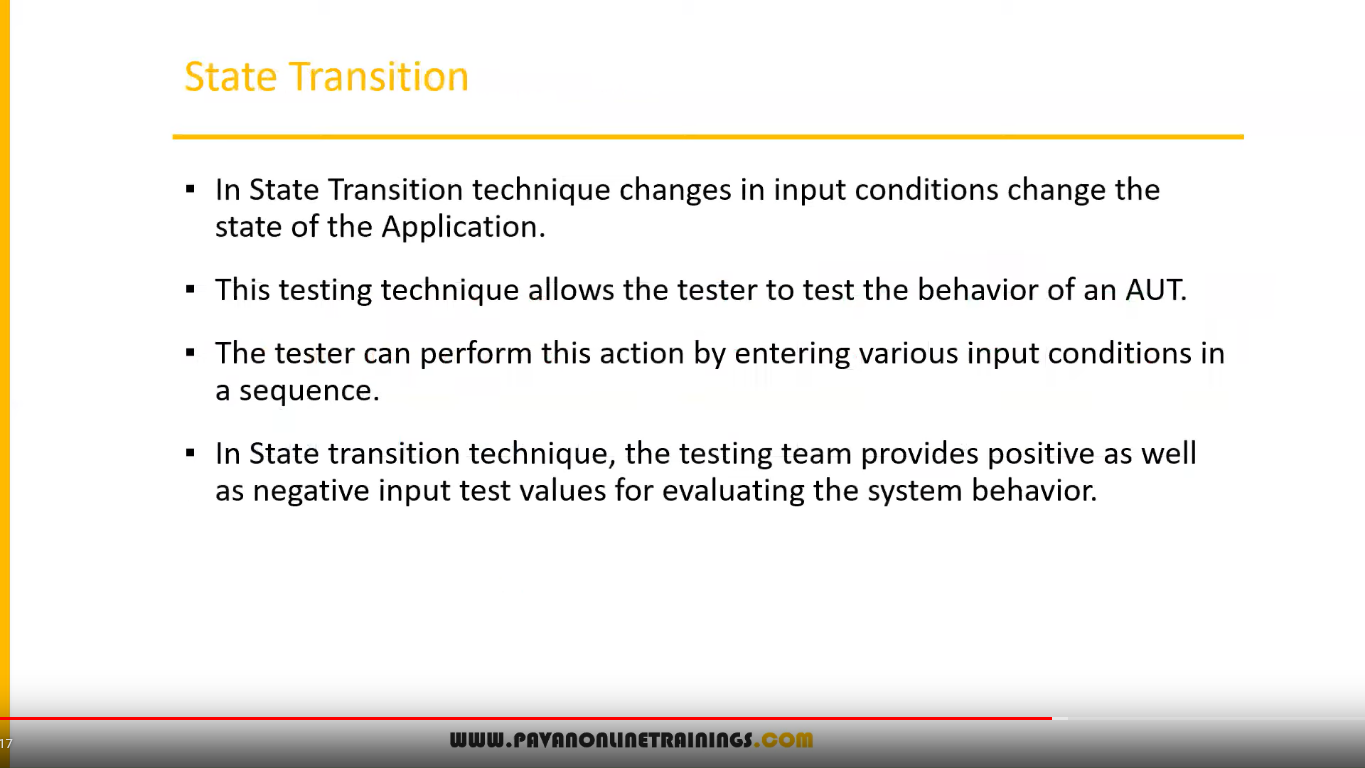 State Transition
▪ In State Transition technique changes in input conditions change the
state of the Application.
▪ This testing technique allows the tester to test the behavior of an AUT.
▪ The tester can perform this action by entering various input conditions in
a sequence.
▪ In State transition technique, the testing team provides positive as well
as negative input test values for evaluating the system behavior.
17
WWW.PAVANONLINETRAININGS.COM